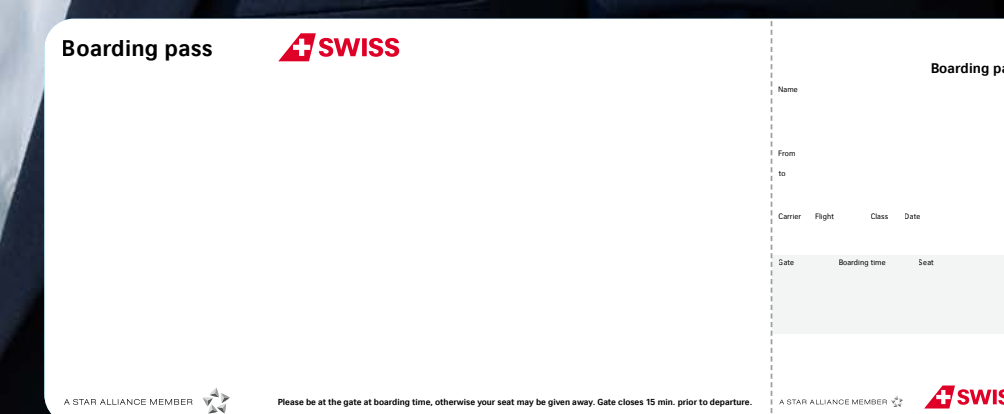 Boarding pass
SWISS
A STAR ALLIANCE MEMBER
Please be at the gate at boarding time, otherwise your seat may be given away. Gate closes 15 min. prior to departure.
Boarding pa
Name
From
to
Carrier Flight Class Date
Gate Boarding time Seat
A STAR ALLIANCE MEMBER
SWIS